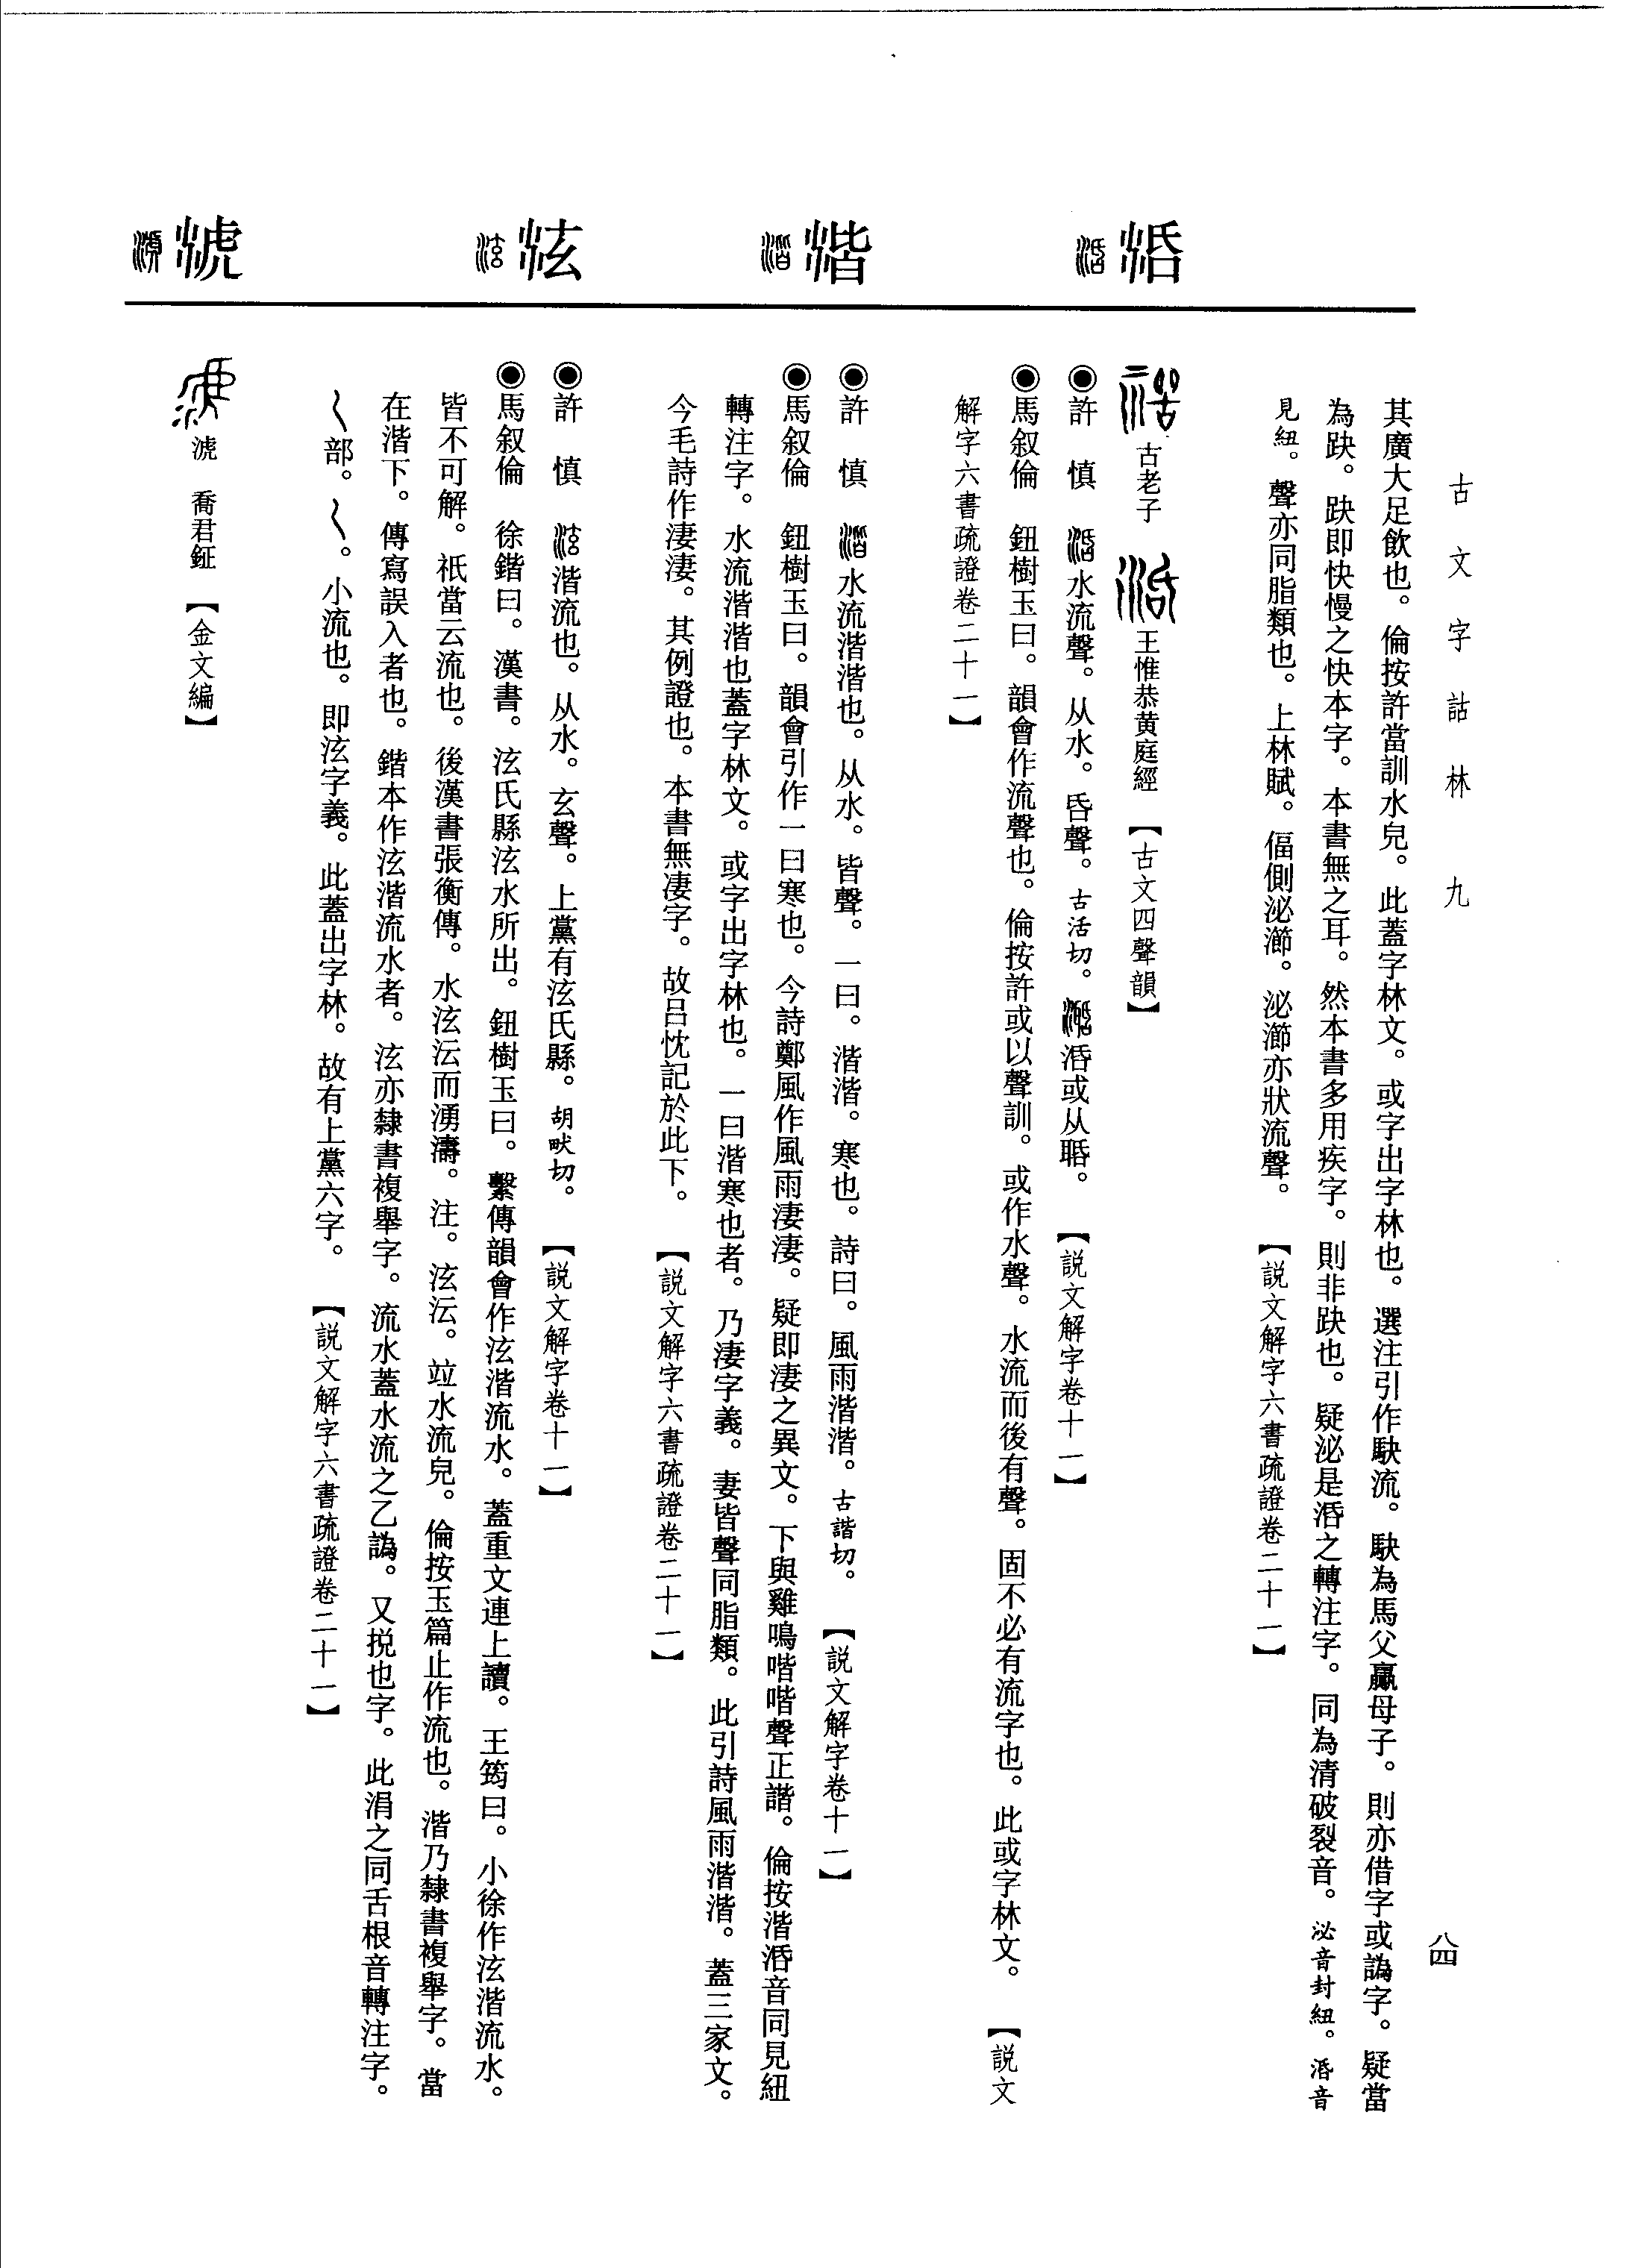 古文字詁林　九
八四
其廣大足飲也。倫按許當訓水皃。此蓋字林文。或字出字林也。選注引作駃流。駃為馬父驘母子。則亦借字或譌字。疑當
為趹。趹即快慢之快本字。本書無之耳。然本書多用疾字。則非趹也。疑泌是㴽之轉注字。同為清破裂音。泌音封紐。㴽音
見紐。聲亦同脂類也。上林賦。偪側泌瀄。泌瀄亦狀流聲。　【説文解字六書疏證卷二十一】
㴽
古老子　王惟恭黄庭經　【古文四聲韻】
◉許　慎　水流聲。从水。昏聲。古活切。㴽或从聒。　【説文解字卷十一】
◉馬叙倫　鈕樹玉曰。韻會作流聲也。倫按許或以聲訓。或作水聲。水流而後有聲。固不必有流字也。此或字林文。　【説文
解字六書疏證卷二十一】
湝
◉許　慎　水流湝湝也。从水。皆聲。一曰。湝湝。寒也。詩曰。風雨湝湝。古諧切。　【説文解字卷十一】
◉馬叙倫　鈕樹玉曰。韻會引作一曰寒也。今詩鄭風作風雨淒淒。疑即淒之異文。下與雞鳴喈喈聲正諧。倫按湝㴽音同見紐
轉注字。水流湝湝也蓋字林文。或字出字林也。一曰湝寒也者。乃淒字義。妻皆聲同脂類。此引詩風雨湝湝。蓋三家文。
今毛詩作淒淒。其例證也。本書無凄字。故呂忱記於此下。　【説文解字六書疏證卷二十一】
泫
◉許　慎　湝流也。从水。玄聲。上黨有泫氏縣。胡畎切。　【説文解字卷十一】
◉馬叙倫　徐鍇曰。漢書。泫氏縣泫水所出。鈕樹玉曰。繫傳韻會作泫湝流水。蓋重文連上讀。王筠曰。小徐作泫湝流水。
皆不可解。祇當云流也。後漢書張衡傳。水泫沄而湧濤。注。泫沄。竝水流皃。倫按玉篇止作流也。湝乃隸書複舉字。當
在湝下。傳寫誤入者也。鍇本作泫湝流水者。泫亦隸書複舉字。流水蓋水流之乙譌。又挩也字。此涓之同舌根音轉注字。
〈部。〈。小流也。即泫字義。此蓋出字林。故有上黨六字。　【説文解字六書疏證卷二十一】
淲
淲　喬君鉦　【金文編】